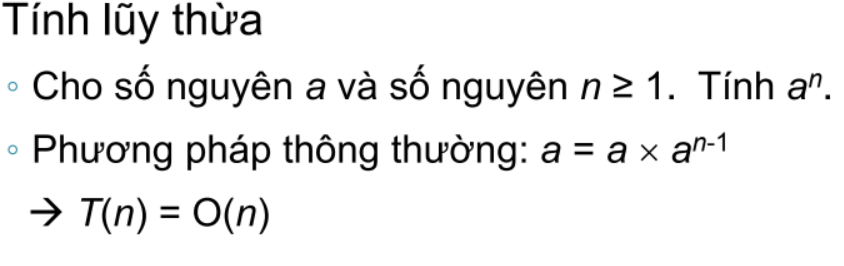 Tính lũy thừa
◦ Cho số nguyên a và số nguyên n ≥ 1. Tính aⁿ.
◦ Phương pháp thông thường: a = a × aⁿ⁻¹
→ T(n) = O(n)